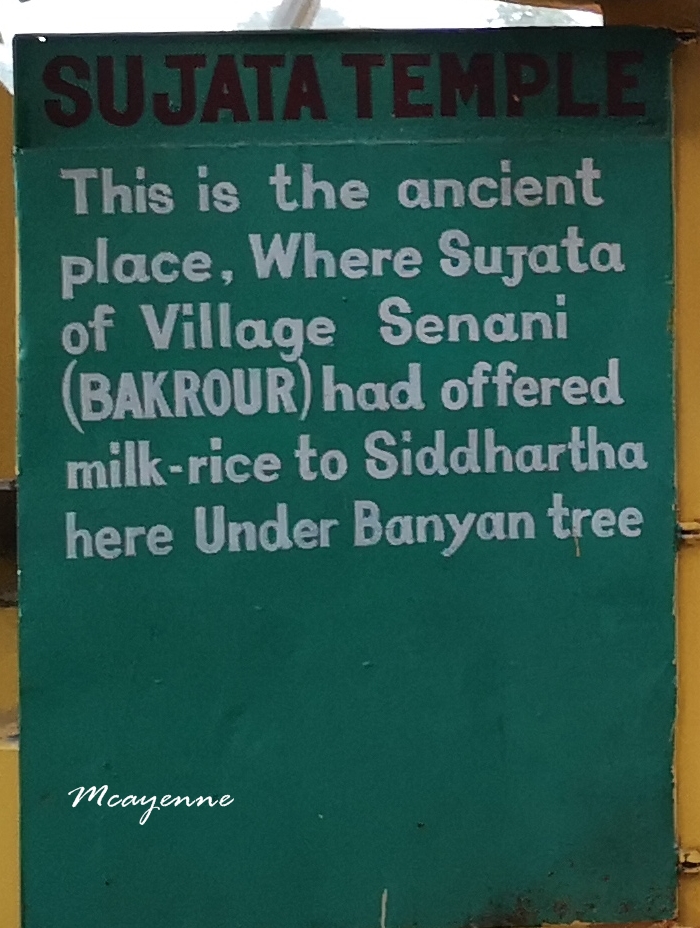 SUJATA TEMPLE
This is the ancient
place, Where Sujata
of Village Senani
(BAKROUR) had offered
milk-rice to Siddhartha
here Under Banyan tree
Mcayenne